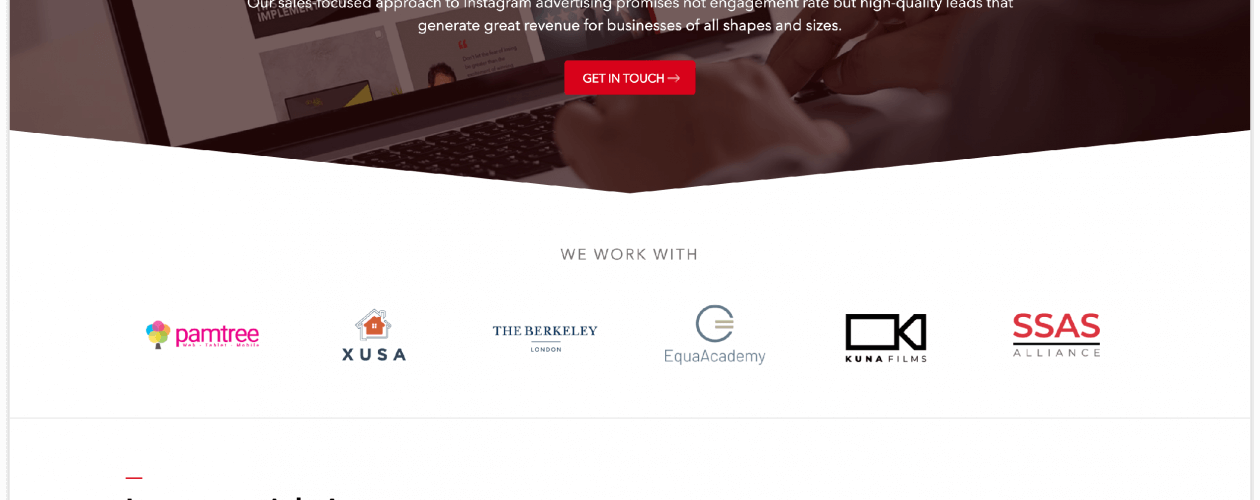 Our sales-focused approach to Instagram advertising promises not engagement rate but high-quality leads that
generate great revenue for businesses of all shapes and sizes.
GET IN TOUCH →
WE WORK WITH
pamtree
Web - Tablet - Mobile
XUSA
THE BERKELEY
LONDON
EquaAcademy
KUNA FILMS
SSAS
ALLIANCE